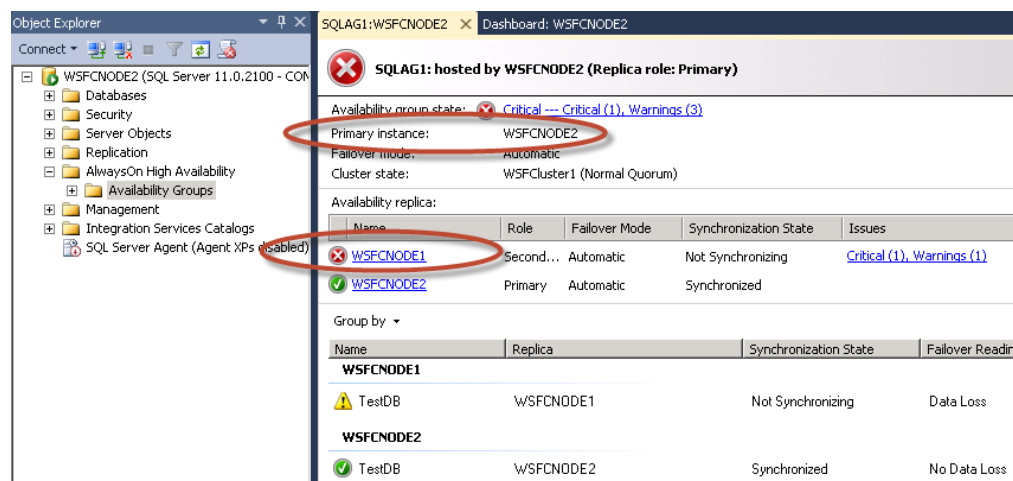 Object Explorer
SQLAG1:WSFCNODE2
Dashboard: WSFCNODE2
Connect
WSFCNODE2 (SQL Server 11.0.2100 - CON
Databases
Security
Server Objects
Replication
AlwaysOn High Availability
Availability Groups
Management
Integration Services Catalogs
SQL Server Agent (Agent XPs disabled)
SQLAG1: hosted by WSFCNODE2 (Replica role: Primary)
Availability group state: Critical --- Critical (1), Warnings (3)
Primary instance: WSFCNODE2
Failover mode: Automatic
Cluster state: WSFCluster1 (Normal Quorum)
Availability replica:
Name Role Failover Mode Synchronization State Issues
WSFCNODE1 Second... Automatic Not Synchronizing Critical (1), Warnings (1)
WSFCNODE2 Primary Automatic Synchronized
Group by
Name Replica Synchronization State Failover Readin
WSFCNODE1
TestDB WSFCNODE1 Not Synchronizing Data Loss
WSFCNODE2
TestDB WSFCNODE2 Synchronized No Data Loss